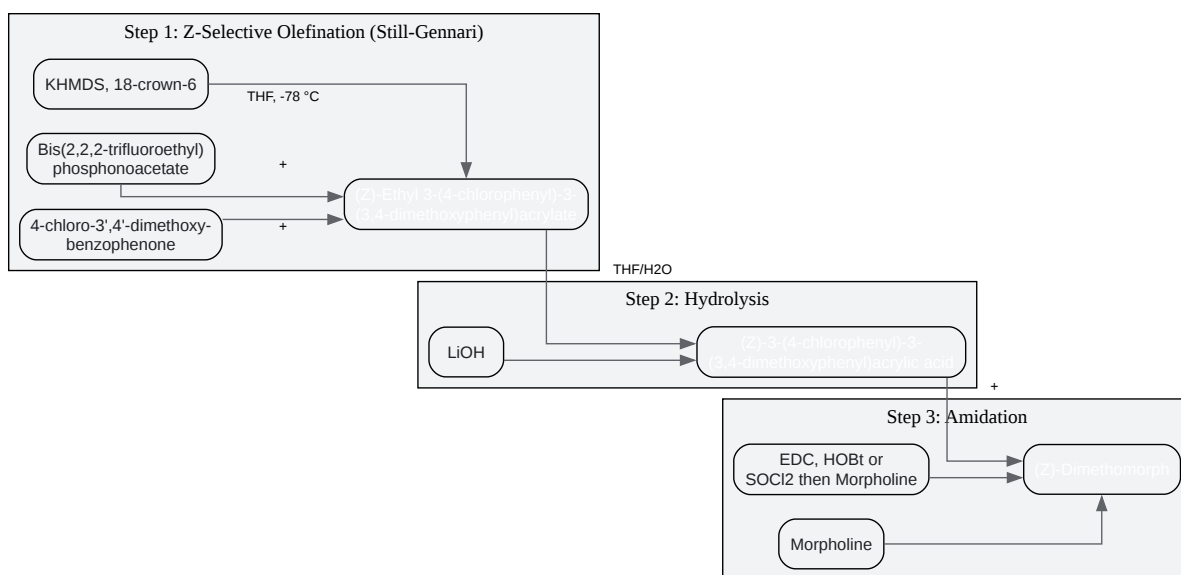 Step 1: Z-Selective Olefination (Still-Gennari)
KHMDS, 18-crown-6
THF, -78 °C
Bis(2,2,2-trifluoroethyl)
phosphonoacetate
+
(Z)-Ethyl 3-(4-chlorophenyl)-3-
(3,4-dimethoxyphenyl)acrylate
4-chloro-3',4'-dimethoxy-
benzophenone
+
THF/H2O
Step 2: Hydrolysis
LiOH
(Z)-3-(4-chlorophenyl)-3-
(3,4-dimethoxyphenyl)acrylic acid
+
Step 3: Amidation
EDC, HOBt or
SOCl2 then Morpholine
(Z)-Dimethomorph
Morpholine